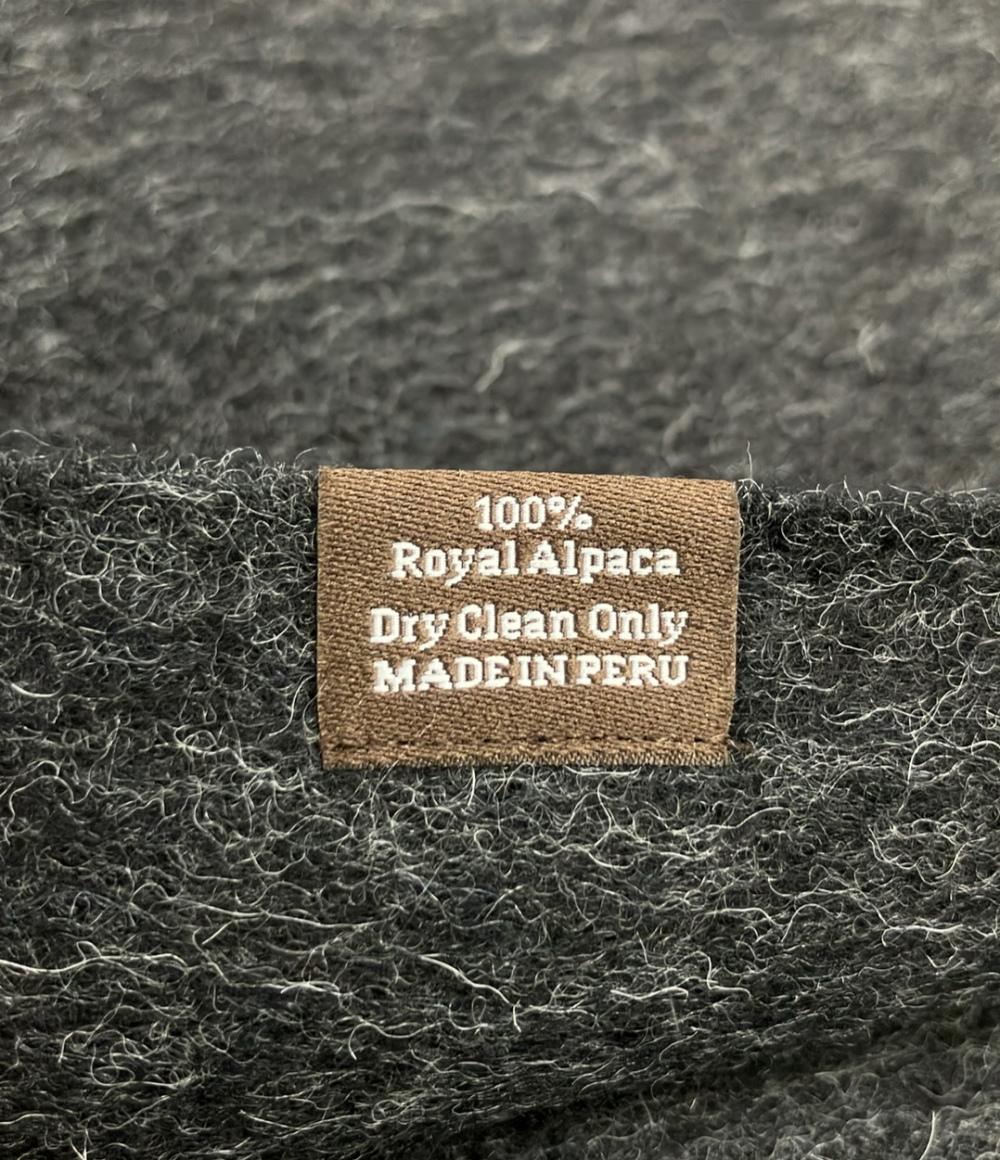 100%
Royal Alpaca
Dry Clean Only
MADE IN PERU